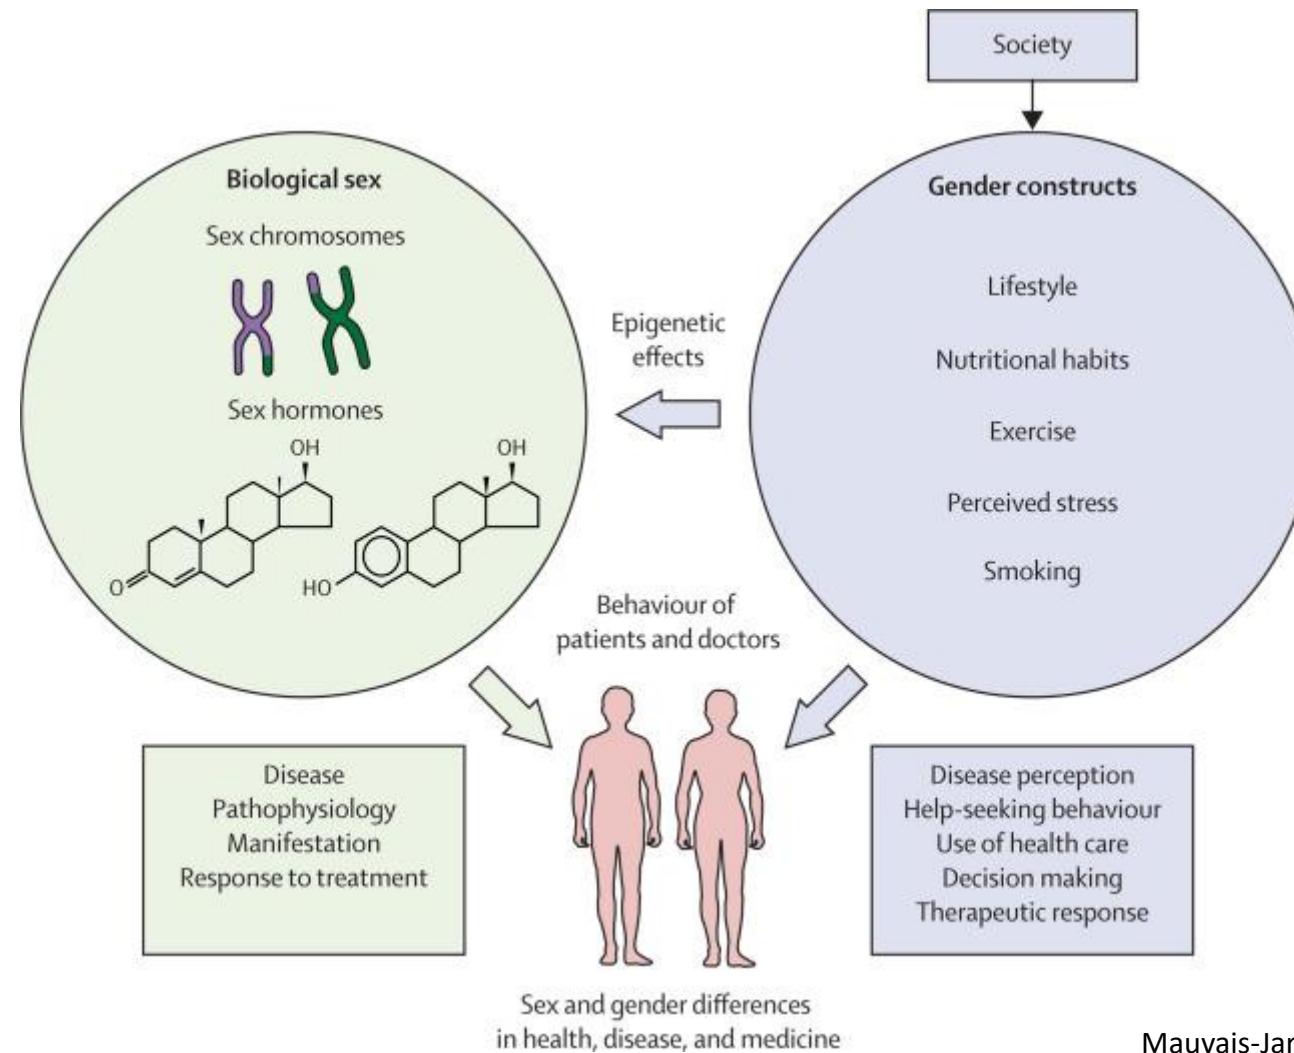 Society
Biological sex
Sex chromosomes
Sex hormones
OH
O
OH
HO
Epigenetic
effects
Gender constructs
Lifestyle
Nutritional habits
Exercise
Perceived stress
Smoking
Behaviour of
patients and doctors
Disease
Pathophysiology
Manifestation
Response to treatment
Disease perception
Help-seeking behaviour
Use of health care
Decision making
Therapeutic response
Sex and gender differences
in health, disease, and medicine